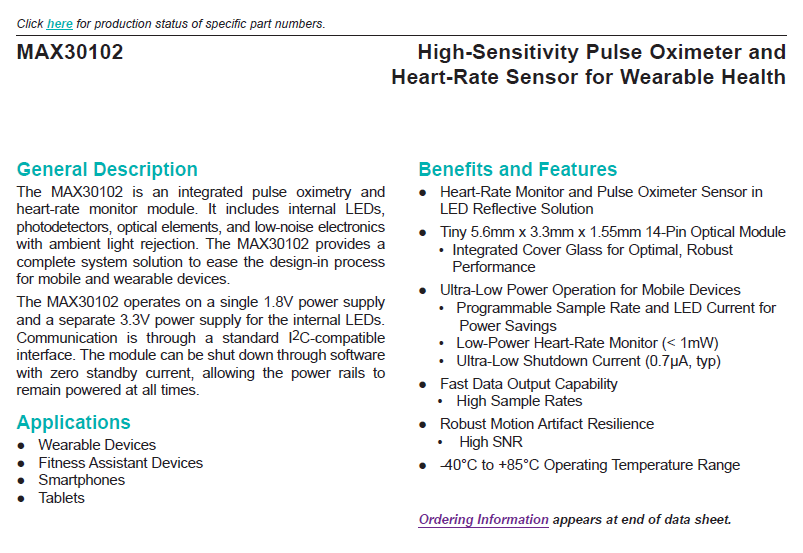 Click here for production status of specific part numbers.
MAX30102
High-Sensitivity Pulse Oximeter and
Heart-Rate Sensor for Wearable Health
General Description
The MAX30102 is an integrated pulse oximetry and
heart-rate monitor module. It includes internal LEDs,
photodetectors, optical elements, and low-noise electronics
with ambient light rejection. The MAX30102 provides a
complete system solution to ease the design-in process
for mobile and wearable devices.
The MAX30102 operates on a single 1.8V power supply
and a separate 3.3V power supply for the internal LEDs.
Communication is through a standard I2C-compatible
interface. The module can be shut down through software
with zero standby current, allowing the power rails to
remain powered at all times.
Applications
● Wearable Devices
● Fitness Assistant Devices
● Smartphones
● Tablets
Benefits and Features
● Heart-Rate Monitor and Pulse Oximeter Sensor in
LED Reflective Solution
● Tiny 5.6mm x 3.3mm x 1.55mm 14-Pin Optical Module
• Integrated Cover Glass for Optimal, Robust
Performance
● Ultra-Low Power Operation for Mobile Devices
• Programmable Sample Rate and LED Current for
Power Savings
• Low-Power Heart-Rate Monitor (< 1mW)
• Ultra-Low Shutdown Current (0.7μA, typ)
● Fast Data Output Capability
• High Sample Rates
● Robust Motion Artifact Resilience
• High SNR
● -40°C to +85°C Operating Temperature Range
Ordering Information appears at end of data sheet.